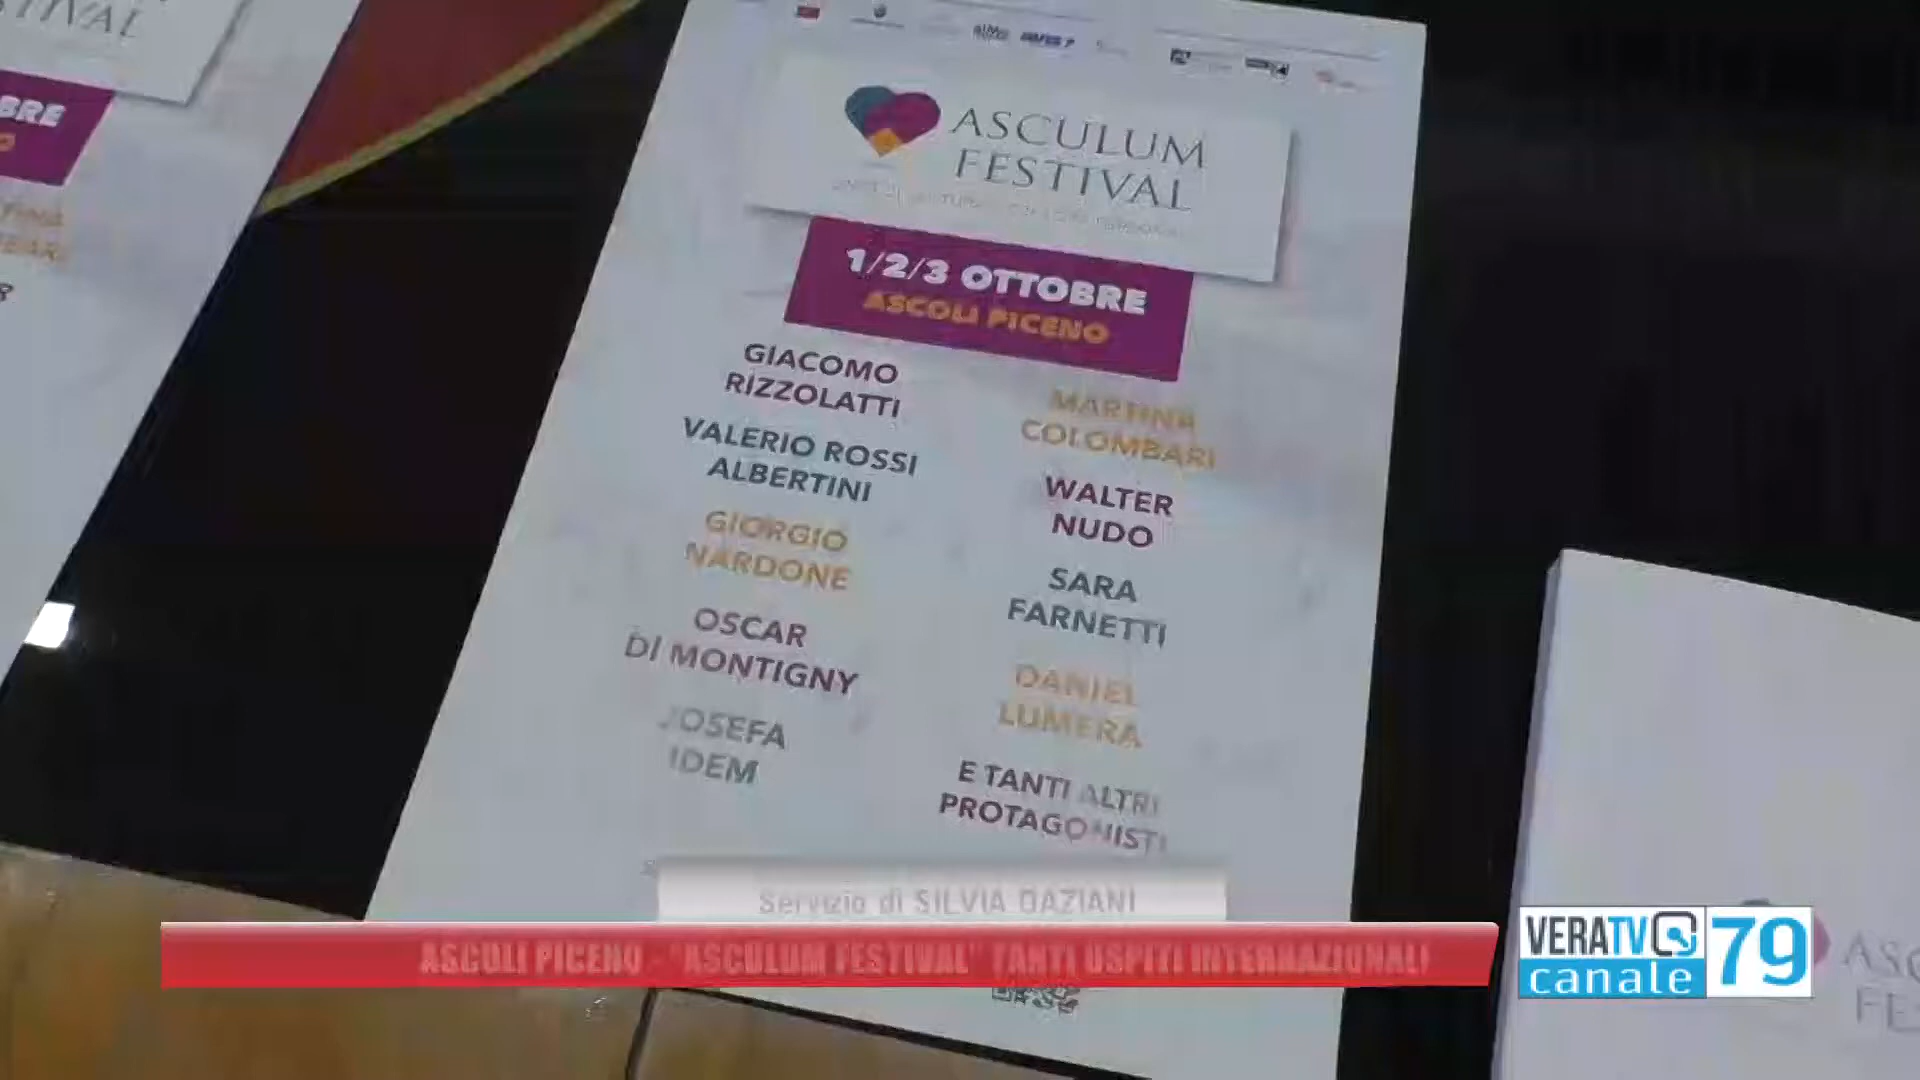 ASCULUM
FESTIVAL
1/2/3 OTTOBRE
ASCOLI PICENO
GIACOMO
RIZZOLATTI
VALERIO ROSSI
ALBERTINI
GIORGIO
NARDONE
OSCAR
DI MONTIGNY
JOSEFA
IDEM
MARTINA
COLOMBARI
WALTER
NUDO
SARA
FARNETTI
DANIEL
LUMERA
E TANTI ALTRI
PROTAGONISTI
Servizio di SILVIA DAZIANI
ASCOLI PICENO - "ASCULUM FESTIVAL" TANTI OSPITI INTERNAZIONALI
VERATV
canale
79